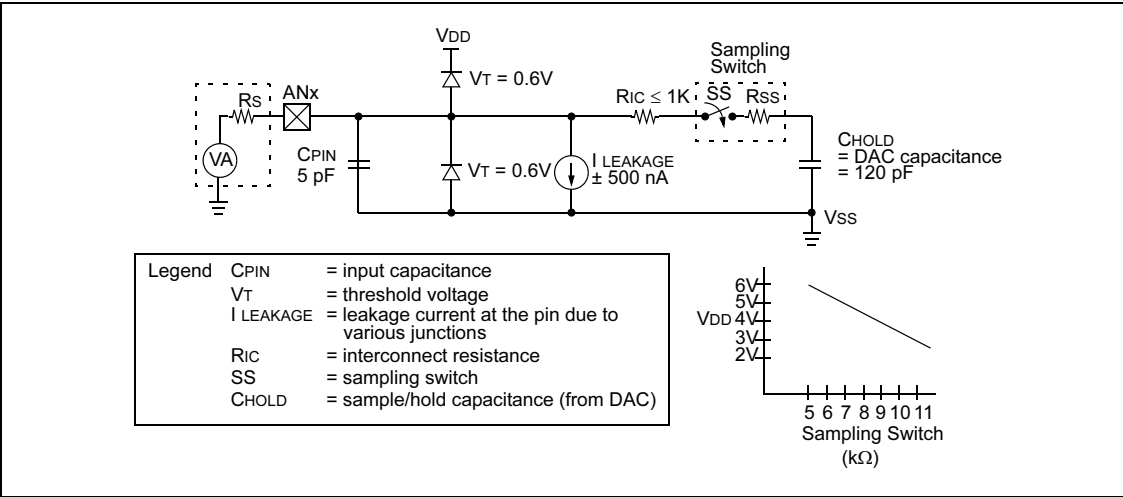 VDD
VT = 0.6V
Sampling
Switch
RS
ANx
RIC ≤ 1K
SS
RSS
VA
CPIN
5 pF
VT = 0.6V
I LEAKAGE
± 500 nA
CHOLD
= DAC capacitance
= 120 pF
VSS
Legend CPIN = input capacitance
VT = threshold voltage
I LEAKAGE = leakage current at the pin due to
various junctions
RIC = interconnect resistance
SS = sampling switch
CHOLD = sample/hold capacitance (from DAC)
6V
5V
VDD 4V
3V
2V
5 6 7 8 9 10 11
Sampling Switch
(kΩ)